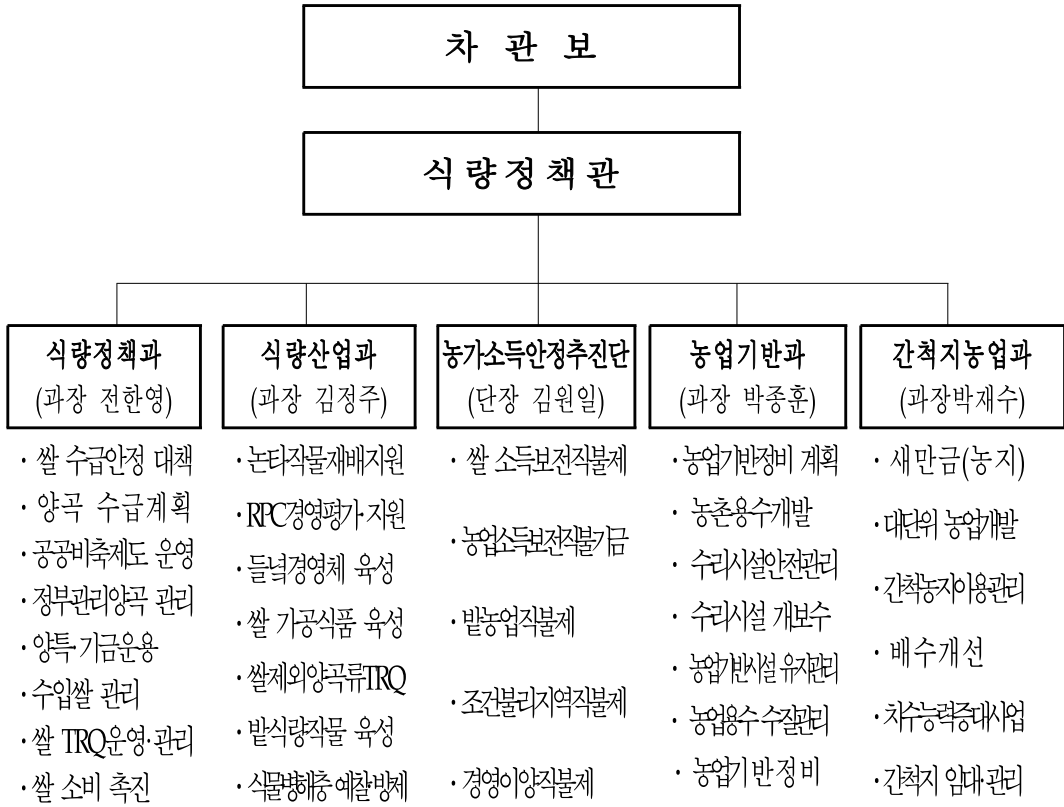 차 관 보
식량정책관
식량정책과
(과장 전한영)
· 쌀 수급안정 대책
· 양곡 수급계획
· 공공비축제도 운영
· 정부관리양곡 관리
· 양특·기금운용
· 수입쌀 관리
· 쌀 TRQ운영·관리
· 쌀 소비 촉진
식량산업과
(과장 김정주)
· 논타작물재배지원
· RPC경영평가·지원
· 들녘경영체 육성
· 쌀 가공식품 육성
· 쌀제외양곡류TRQ
· 밭식량작물 육성
· 식물병해충 예찰·방제
농가소득안정추진단
(단장 김원일)
· 쌀 소득보전직불제
· 농업소득보전직불기금
· 밭농업직불제
· 조건불리지역직불제
· 경영이양직불제
농업기반과
(과장 박종훈)
· 농업기반정비 계획
· 농촌용수개발
· 수리시설안전관리
· 수리시설 개보수
· 농업기반시설 유지관리
· 농업용수 수질관리
· 농업기반정비
간척지농업과
(과장박재수)
· 새만금(농지)
· 대단위 농업개발
· 간척농지이용관리
· 배수개선
· 치수능력증대사업
· 간척지 임대·관리